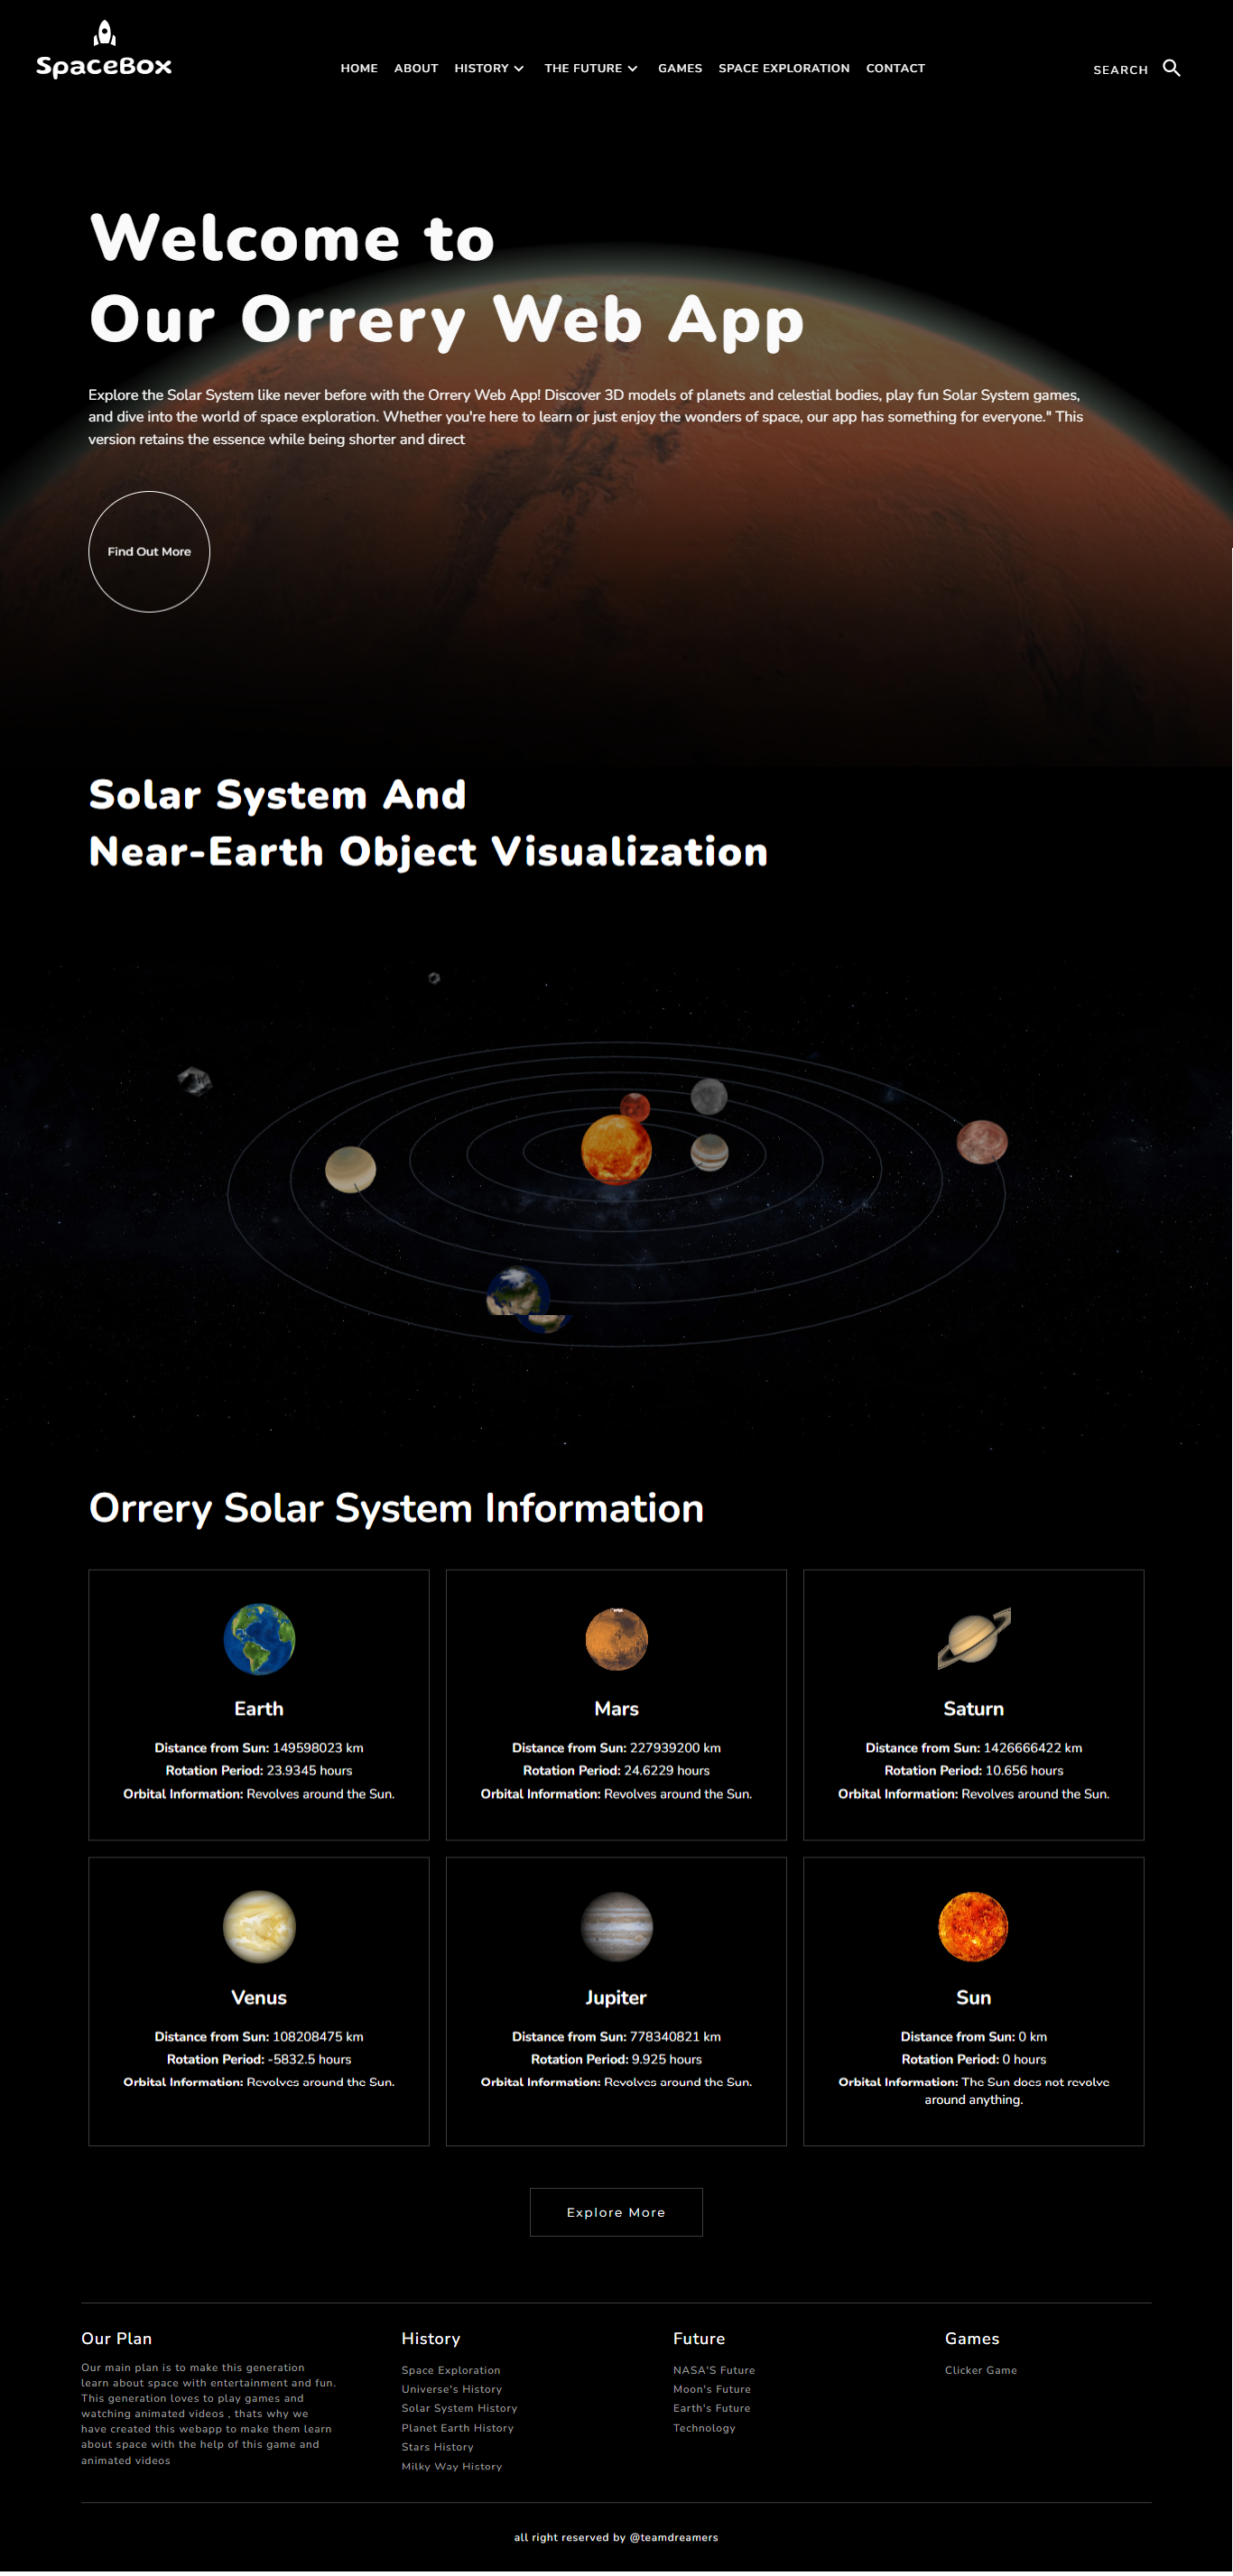 SpaceBox
HOME ABOUT HISTORY THE FUTURE GAMES SPACE EXPLORATION CONTACT
SEARCH
Welcome to
Our Orrery Web App
Explore the Solar System like never before with the Orrery Web App! Discover 3D models of planets and celestial bodies, play fun Solar System games,
and dive into the world of space exploration. Whether you're here to learn or just enjoy the wonders of space, our app has something for everyone." This
version retains the essence while being shorter and direct
Find Out More
Solar System And
Near-Earth Object Visualization
Orrery Solar System Information
Earth
Distance from Sun: 149598023 km
Rotation Period: 23.9345 hours
Orbital Information: Revolves around the Sun.
Mars
Distance from Sun: 227939200 km
Rotation Period: 24.6229 hours
Orbital Information: Revolves around the Sun.
Saturn
Distance from Sun: 1426666422 km
Rotation Period: 10.656 hours
Orbital Information: Revolves around the Sun.
Venus
Distance from Sun: 108208475 km
Rotation Period: -5832.5 hours
Orbital Information: Revolves around the Sun.
Jupiter
Distance from Sun: 778340821 km
Rotation Period: 9.925 hours
Orbital Information: Revolves around the Sun.
Sun
Distance from Sun: 0 km
Rotation Period: 0 hours
Orbital Information: The Sun does not revolve
around anything.
Explore More
Our Plan
Our main plan is to make this generation
learn about space with entertainment and fun.
This generation loves to play games and
watching animated videos , thats why we
have created this webapp to make them learn
about space with the help of this game and
animated videos
History
Space Exploration
Universe's History
Solar System History
Planet Earth History
Stars History
Milky Way History
Future
NASA'S Future
Moon's Future
Earth's Future
Technology
Games
Clicker Game
all right reserved by @teamdreamers